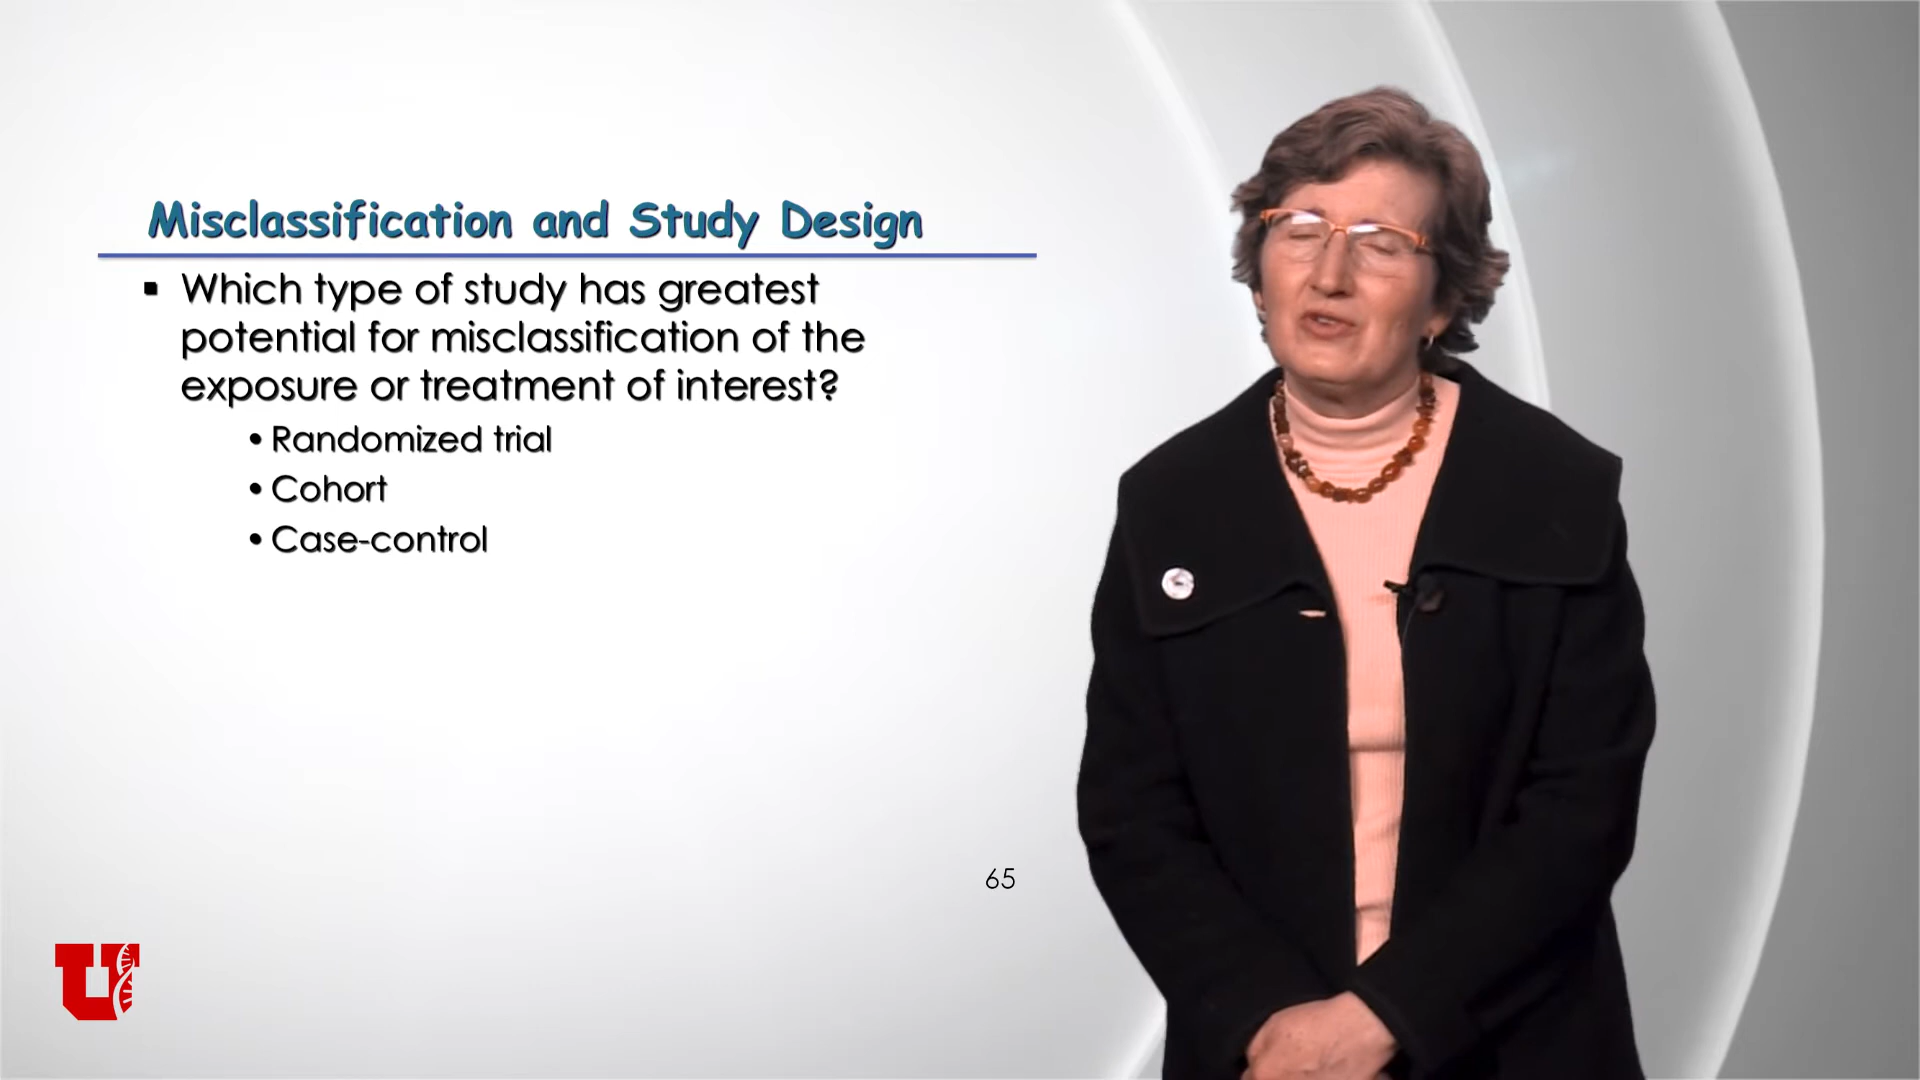 Misclassification and Study Design
▪ Which type of study has greatest
potential for misclassification of the
exposure or treatment of interest?
• Randomized trial
• Cohort
• Case-control
65
U